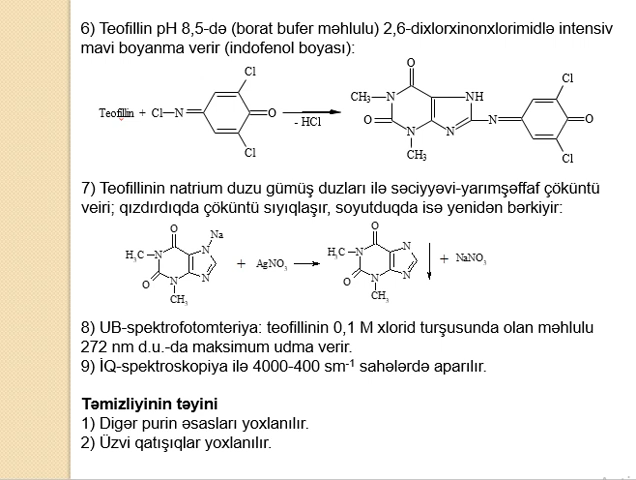 6) Teofillin pH 8,5-də (borat bufer məhlulu) 2,6-dixlorxinonxlorimidlə intensiv
mavi boyanma verir (indofenol boyası):
Teofillin + Cl—N= =O
Cl
Cl
- HCl
O
CH₃—N
O=
N
CH₃
NH
N
—N=
Cl
=O
Cl
7) Teofillinin natrium duzu gümüş duzları ilə səciyyəvi-yarımşəffaf çöküntü
veiri; qızdırdıqda çöküntü sıyıqlaşır, soyutduqda isə yenidən bərkiyir:
O
Na
H₃C—N
N
O
N
N
CH₃
+ AgNO₃
O
H₃C—N
N
O
N
N
CH₃
+ NaNO₃
8) UB-spektrofotomteriya: teofillinin 0,1 M xlorid turşusunda olan məhlulu
272 nm d.u.-da maksimum udma verir.
9) İQ-spektroskopiya ilə 4000-400 sm-¹ sahələrdə aparılır.
Təmizliyinin təyini
1) Digər purin əsasları yoxlanılır.
2) Üzvi qatışıqlar yoxlanılır.